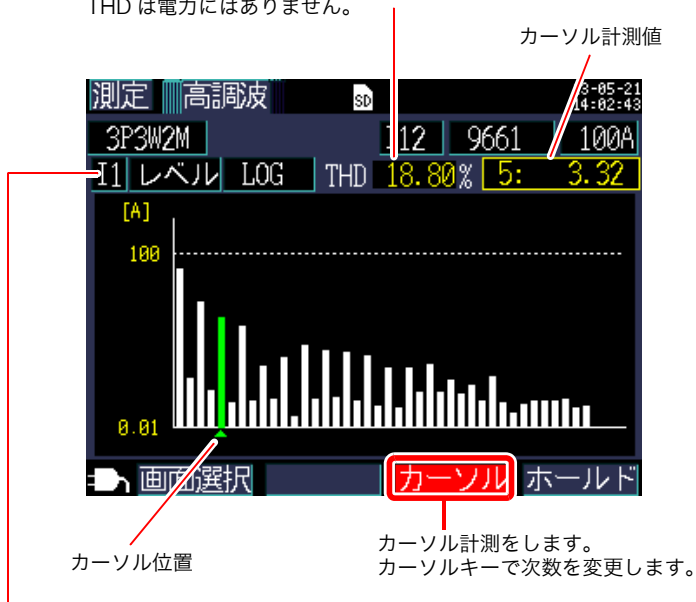 THD は電力にはありません。
カーソル計測値
測定 高調波 SD 3-05-21
14:02:43
3P3W2M I12 9661 100A
I1 レベル LOG THD 18.80% 5: 3.32
[A]
100
0.01
画面選択 カーソル ホールド
カーソル位置
カーソル計測をします。
カーソルキーで次数を変更します。